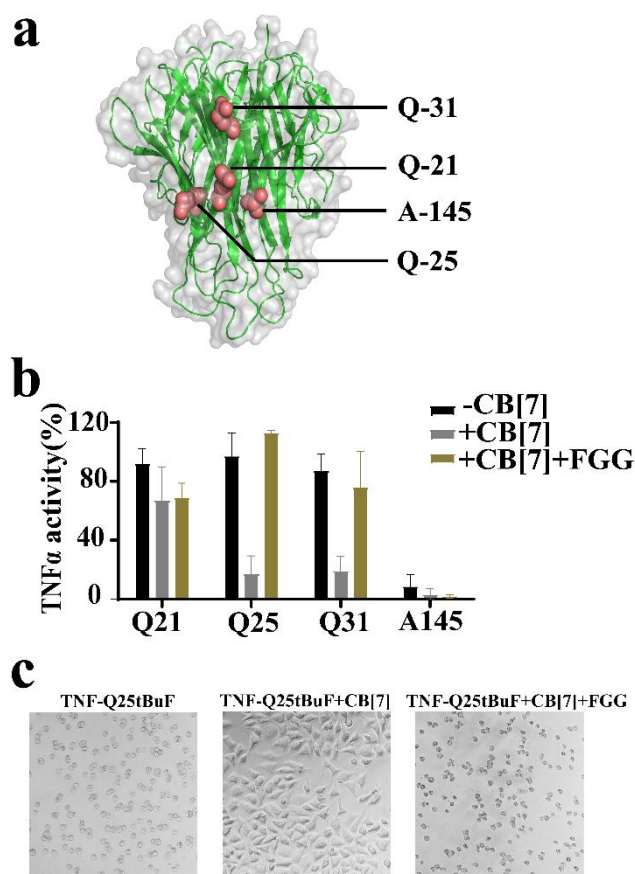 a
Q-31
Q-21
A-145
Q-25
b
TNFα activity(%)
120
80
40
0
Q21
Q25
Q31
A145
-CB[7]
+CB[7]
+CB[7]+FGG
c
TNF-Q25tBuF
TNF-Q25tBuF+CB[7]
TNF-Q25tBuF+CB[7]+FGG